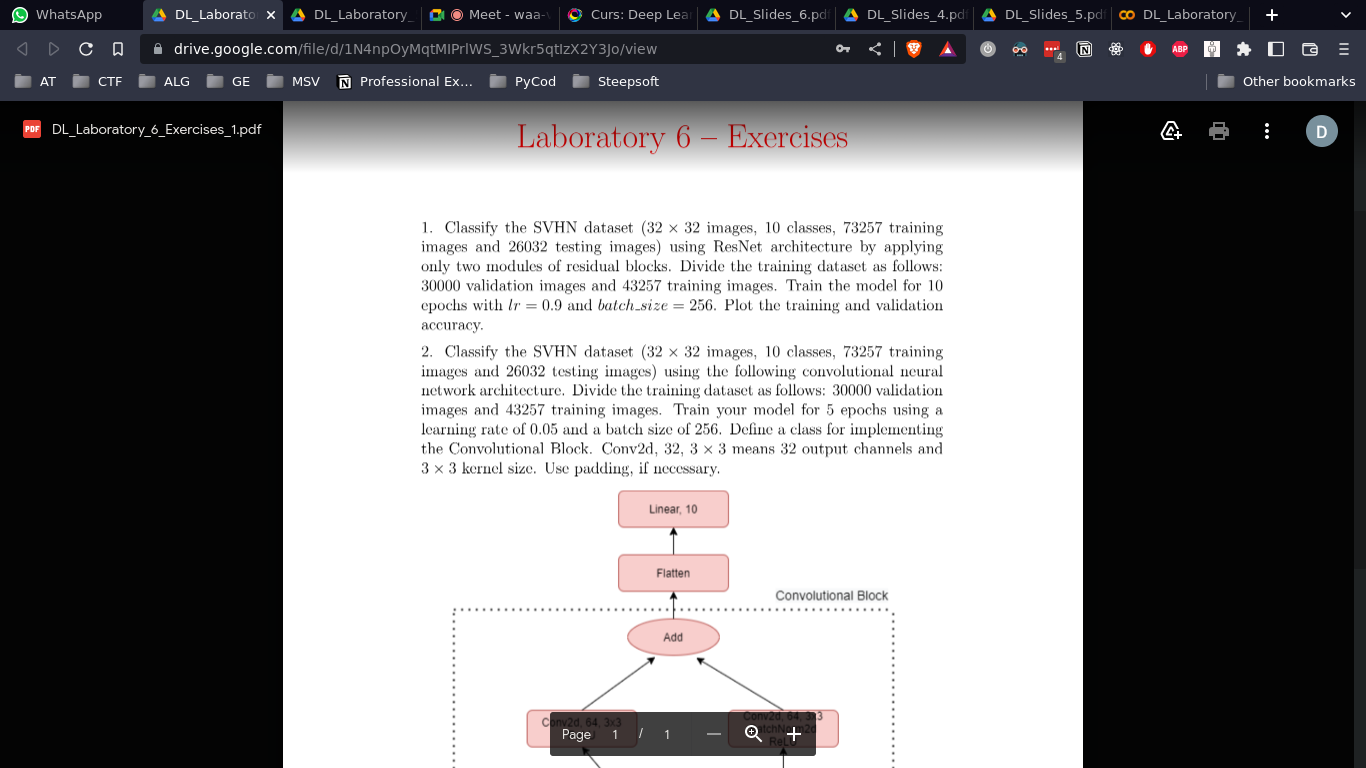 WhatsApp
DL_Laborato
DL_Laboratory_
Meet - waa-
Curs: Deep Lea
DL_Slides_6.pdf
DL_Slides_4.pdf
DL_Slides_5.pdf
DL_Laboratory_
drive.google.com/file/d/1N4npOyMqtMIPrlWS_3Wkr5qtIzX2Y3Jo/view
4
ABP
AT
CTF
ALG
GE
MSV
Professional Ex...
PyCod
Steepsoft
Other bookmarks
PDF
DL_Laboratory_6_Exercises_1.pdf
D
Laboratory 6 – Exercises
1. Classify the SVHN dataset (32 × 32 images, 10 classes, 73257 training
images and 26032 testing images) using ResNet architecture by applying
only two modules of residual blocks. Divide the training dataset as follows:
30000 validation images and 43257 training images. Train the model for 10
epochs with lr = 0.9 and batch_size = 256. Plot the training and validation
accuracy.
2. Classify the SVHN dataset (32 × 32 images, 10 classes, 73257 training
images and 26032 testing images) using the following convolutional neural
network architecture. Divide the training dataset as follows: 30000 validation
images and 43257 training images. Train your model for 5 epochs using a
learning rate of 0.05 and a batch size of 256. Define a class for implementing
the Convolutional Block. Conv2d, 32, 3 × 3 means 32 output channels and
3 × 3 kernel size. Use padding, if necessary.
Linear, 10
Flatten
Convolutional Block
Add
Conv2d, 64, 3x3
Conv2d, 64, 3x3
BatchNorm2d
ReLU
Page 1 / 1